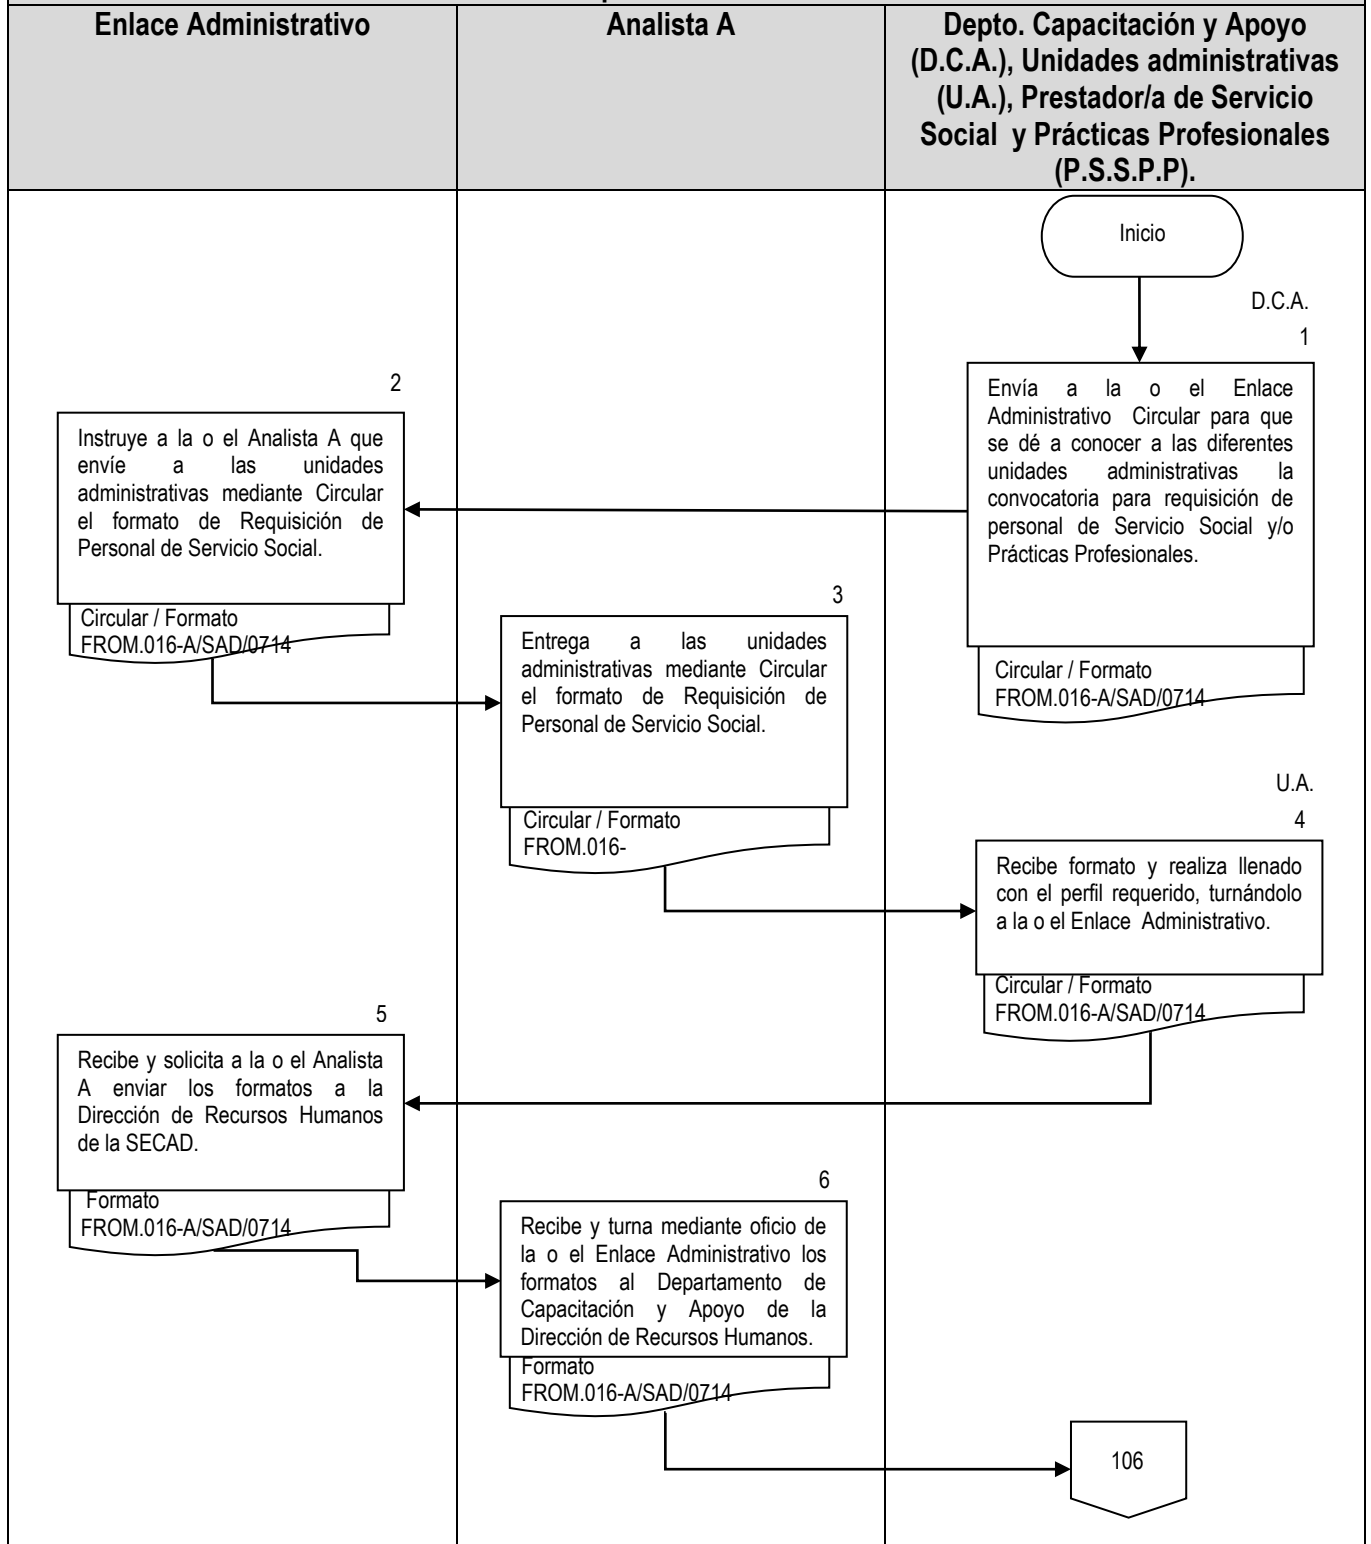 Enlace Administrativo
Analista A
Depto. Capacitación y Apoyo
(D.C.A.), Unidades administrativas
(U.A.), Prestador/a de Servicio
Social y Prácticas Profesionales
(P.S.S.P.P).
Inicio
D.C.A.
1
Envía a la o el Enlace
Administrativo Circular para que
se dé a conocer a las diferentes
unidades administrativas la
convocatoria para requisición de
personal de Servicio Social y/o
Prácticas Profesionales.
Circular / Formato
FROM.016-A/SAD/0714
2
Instruye a la o el Analista A que
envíe a las unidades
administrativas mediante Circular
el formato de Requisición de
Personal de Servicio Social.
Circular / Formato
FROM.016-A/SAD/0714
3
Entrega a las unidades
administrativas mediante Circular
el formato de Requisición de
Personal de Servicio Social.
Circular / Formato
FROM.016-
U.A.
4
Recibe formato y realiza llenado
con el perfil requerido, turnándolo
a la o el Enlace Administrativo.
Circular / Formato
FROM.016-A/SAD/0714
5
Recibe y solicita a la o el Analista
A enviar los formatos a la
Dirección de Recursos Humanos
de la SECAD.
Formato
FROM.016-A/SAD/0714
6
Recibe y turna mediante oficio de
la o el Enlace Administrativo los
formatos al Departamento de
Capacitación y Apoyo de la
Dirección de Recursos Humanos.
Formato
FROM.016-A/SAD/0714
106